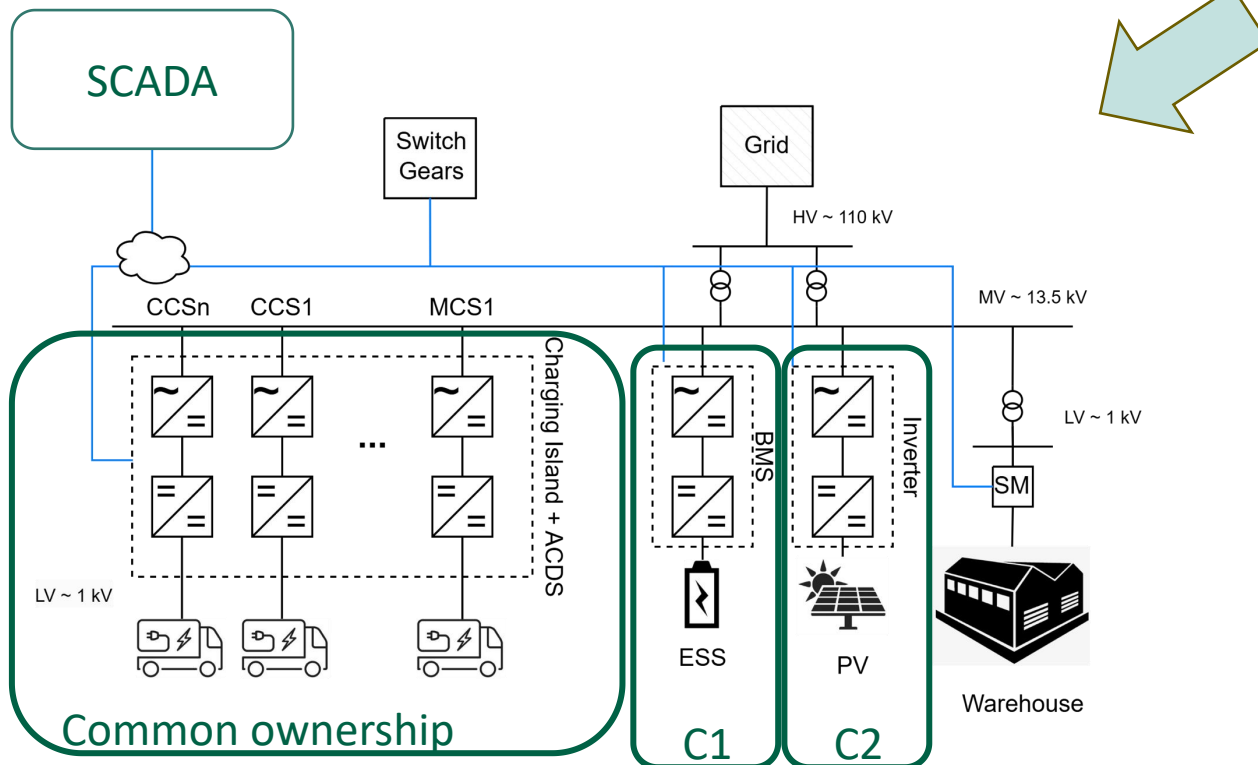 SCADA
Switch
Gears
Grid
HV ~ 110 kV
CCSn
CCS1
MCS1
MV ~ 13.5 kV
...
Charging Island + ACDS
BMS
Inverter
LV ~ 1 kV
SM
LV ~ 1 kV
ESS
PV
Warehouse
Common ownership
C1
C2